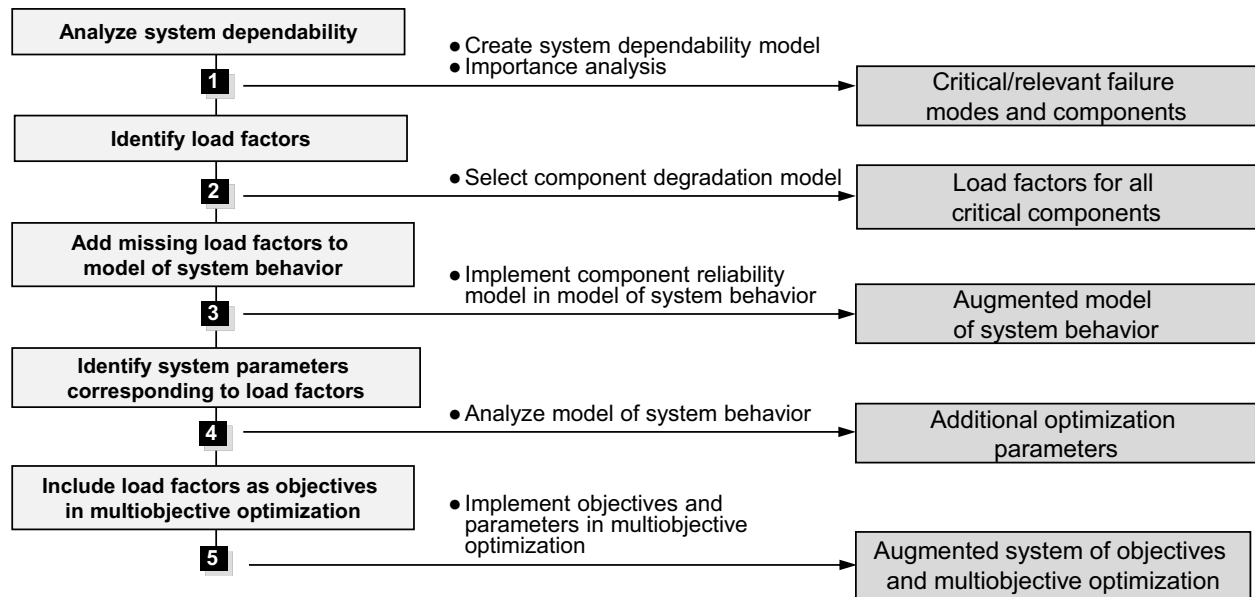 Analyze system dependability
● Create system dependability model
● Importance analysis
1
Critical/relevant failure
modes and components
Identify load factors
● Select component degradation model
2
Load factors for all
critical components
Add missing load factors to
model of system behavior
● Implement component reliability
model in model of system behavior
3
Augmented model
of system behavior
Identify system parameters
corresponding to load factors
● Analyze model of system behavior
4
Additional optimization
parameters
Include load factors as objectives
in multiobjective optimization
● Implement objectives and
parameters in multiobjective
optimization
5
Augmented system of objectives
and multiobjective optimization